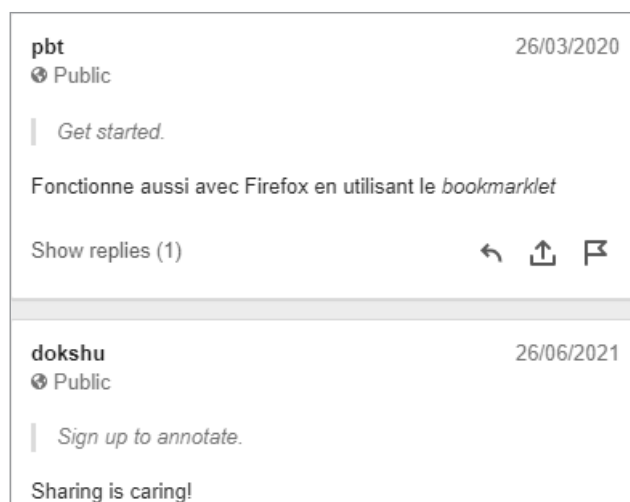 pbt 26/03/2020
Public
Get started.
Fonctionne aussi avec Firefox en utilisant le bookmarklet
Show replies (1)
dokshu 26/06/2021
Public
Sign up to annotate.
Sharing is caring!